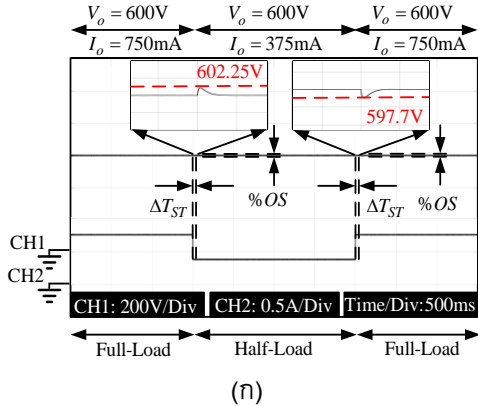 V_o = 600V V_o = 600V V_o = 600V
I_o = 750mA I_o = 375mA I_o = 750mA
602.25V
597.7V
ΔT_ST %OS ΔT_ST %OS
CH1
CH2
CH1: 200V/Div CH2: 0.5A/Div Time/Div:500ms
Full-Load Half-Load Full-Load
(ก)